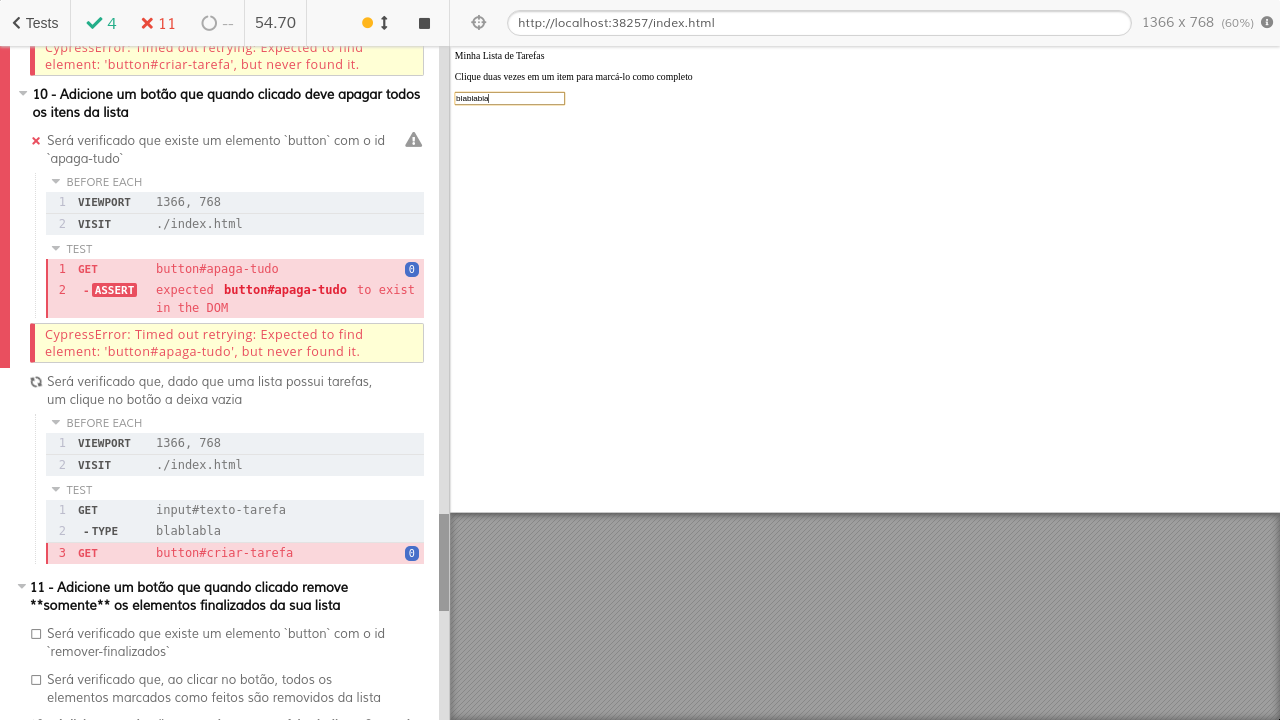 Tests
4
11
--
54.70
http://localhost:38257/index.html
1366 x 768 (60%)
CypressError: Timed out retrying: Expected to find
element: 'button#criar-tarefa', but never found it.
10 - Adicione um botão que quando clicado deve apagar todos
os itens da lista
Será verificado que existe um elemento `button` com o id
`apaga-tudo`
BEFORE EACH
1 VIEWPORT 1366, 768
2 VISIT ./index.html
TEST
1 GET button#apaga-tudo 0
2 -ASSERT expected button#apaga-tudo to exist
in the DOM
CypressError: Timed out retrying: Expected to find
element: 'button#apaga-tudo', but never found it.
Será verificado que, dado que uma lista possui tarefas,
um clique no botão a deixa vazia
BEFORE EACH
1 VIEWPORT 1366, 768
2 VISIT ./index.html
TEST
1 GET input#texto-tarefa
2 -TYPE blablabla
3 GET button#criar-tarefa 0
11 - Adicione um botão que quando clicado remove
**somente** os elementos finalizados da sua lista
Será verificado que existe um elemento `button` com o id
`remover-finalizados`
Será verificado que, ao clicar no botão, todos os
elementos marcados como feitos são removidos da lista
Minha Lista de Tarefas
Clique duas vezes em um item para marcá-lo como completo
blablabla